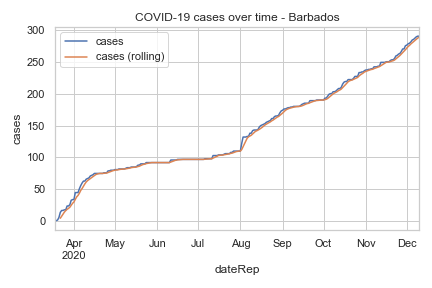 COVID-19 cases over time - Barbados
cases
cases (rolling)
300
250
200
150
100
50
0
cases
Apr May Jun Jul Aug Sep Oct Nov Dec
2020
dateRep